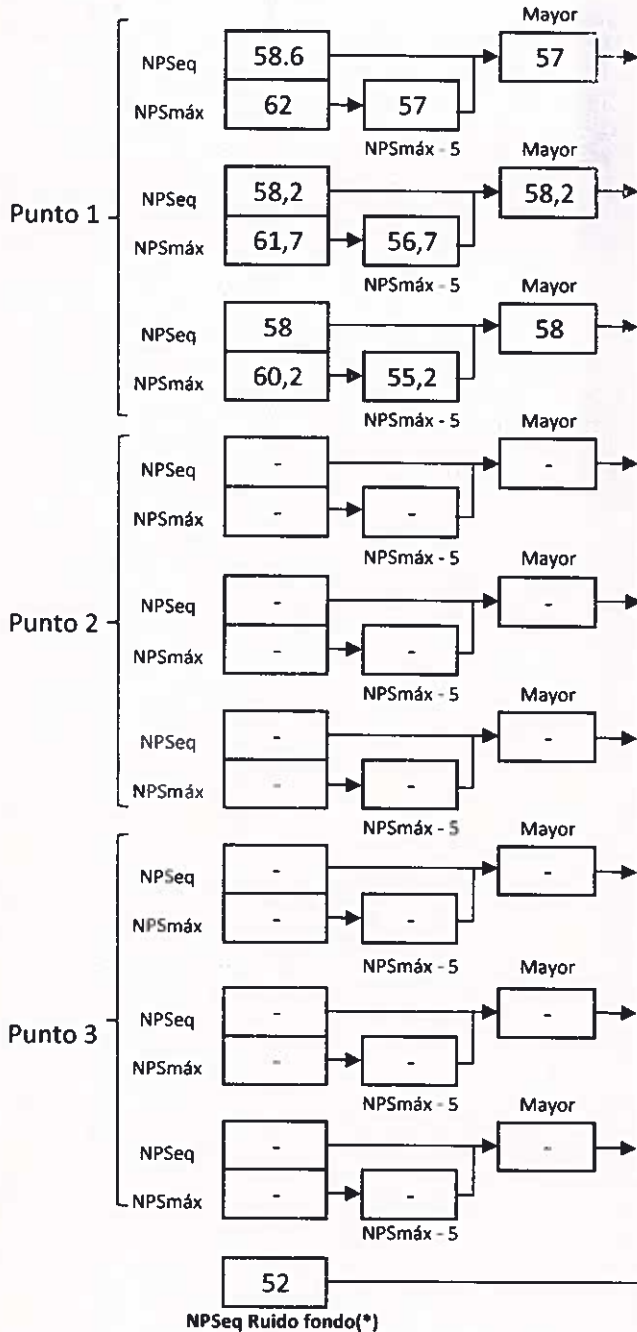 Mayor
NPSeq 58.6 57
NPSmáx 62 57
NPSmáx - 5
Mayor
Punto 1
NPSeq 58,2 58,2
NPSmáx 61,7 56,7
NPSmáx - 5
Mayor
NPSeq 58 58
NPSmáx 60,2 55,2
NPSmáx - 5
Mayor
NPSeq - -
NPSmáx - -
NPSmáx - 5
Mayor
Punto 2
NPSeq - -
NPSmáx - -
NPSmáx - 5
Mayor
NPSeq - -
NPSmáx - -
NPSmáx - 5
Mayor
NPSeq - -
NPSmáx - -
NPSmáx - 5
Mayor
Punto 3
NPSeq - -
NPSmáx - -
NPSmáx - 5
Mayor
NPSeq - -
NPSmáx - -
NPSmáx - 5
52
NPSeq Ruido fondo(*)